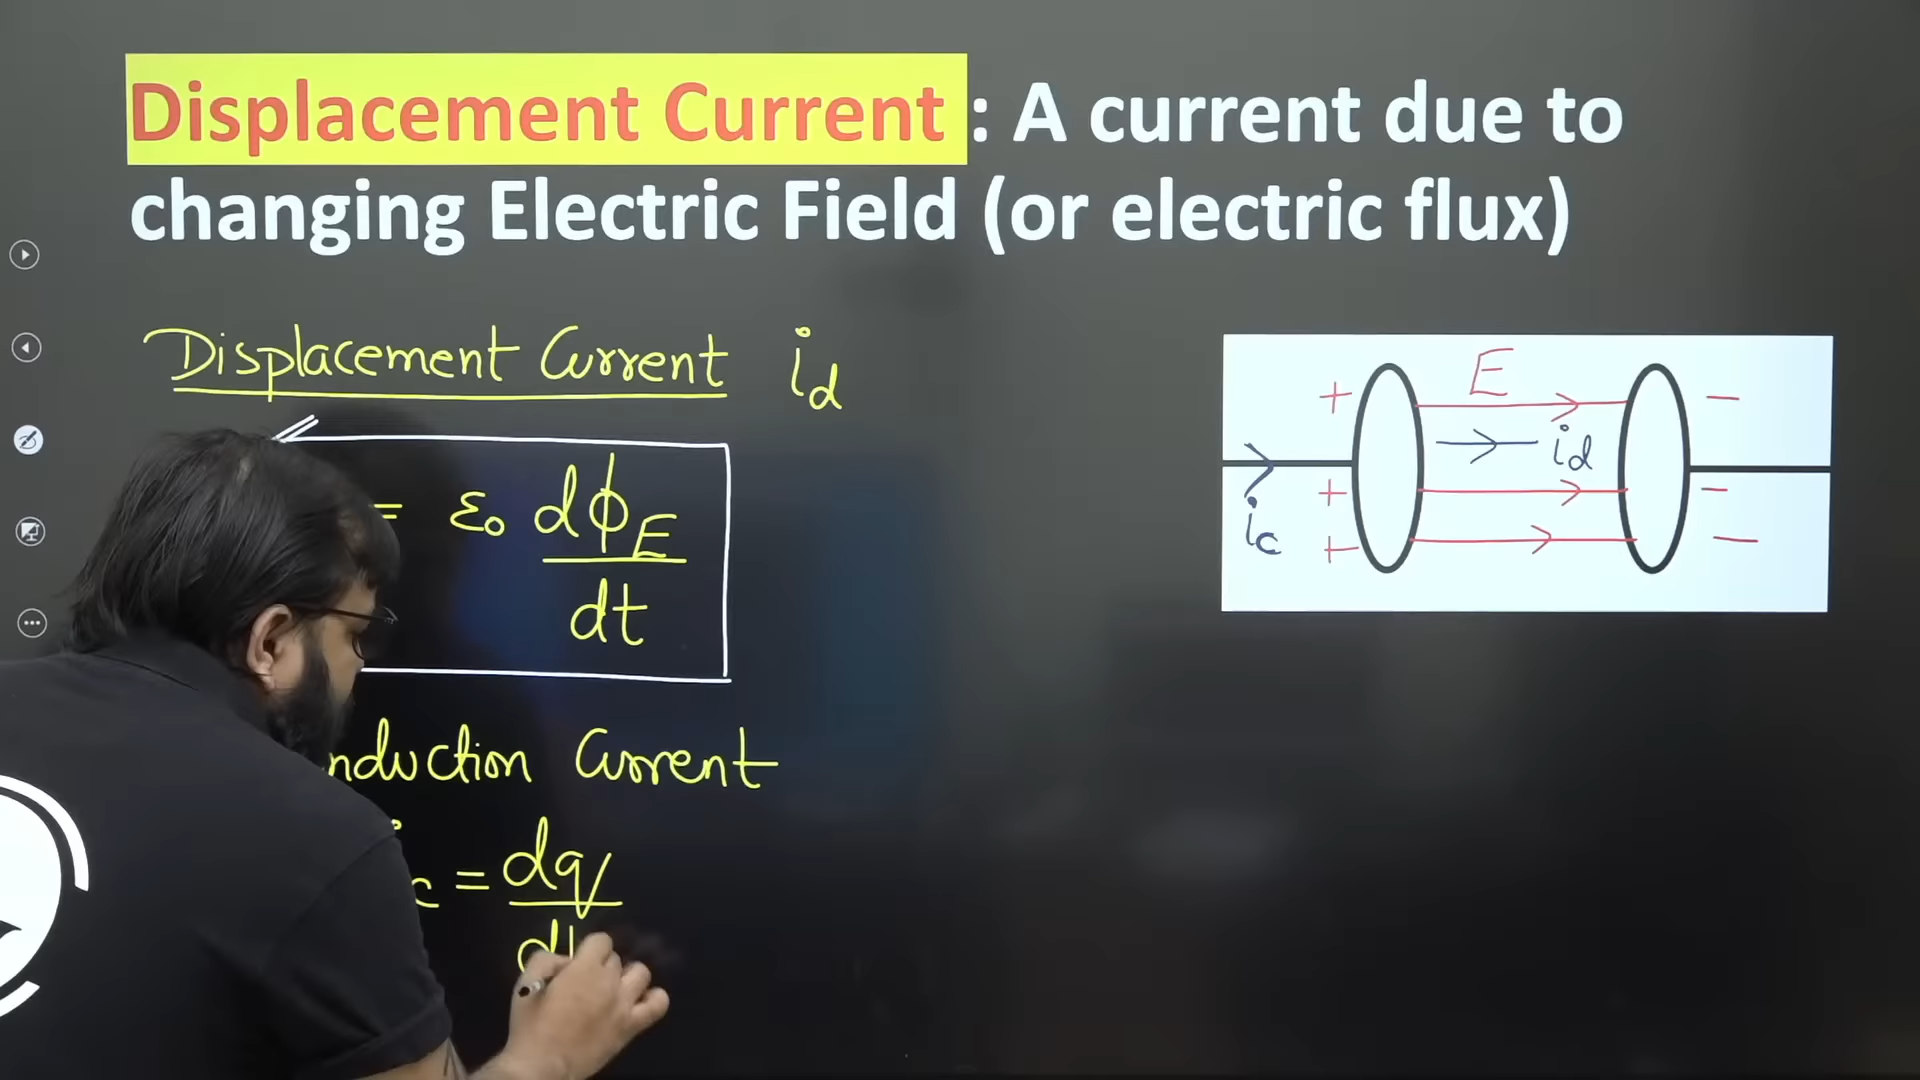 Displacement Current : A current due to
changing Electric Field (or electric flux)
Displacement Current i_d
= ε₀ dϕ_E
dt
Current
c = dq
E
+ −
i_d
+ −
i_c + −